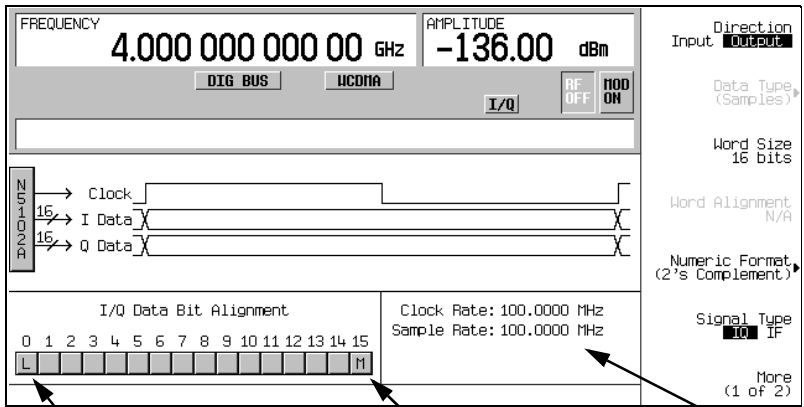 FREQUENCY
4.000 000 000 00 GHz
AMPLITUDE
-136.00 dBm
DIG BUS
WCDMA
I/Q
RF OFF
MOD ON
N5102A
Clock
16 I Data
16 Q Data
I/Q Data Bit Alignment
0 1 2 3 4 5 6 7 8 9 10 11 12 13 14 15
L M
Clock Rate: 100.0000 MHz
Sample Rate: 100.0000 MHz
Direction
Input Output
Data Type
(Samples)
Word Size
16 bits
Word Alignment
N/A
Numeric Format
(2's Complement)
Signal Type
IQ IF
More
(1 of 2)